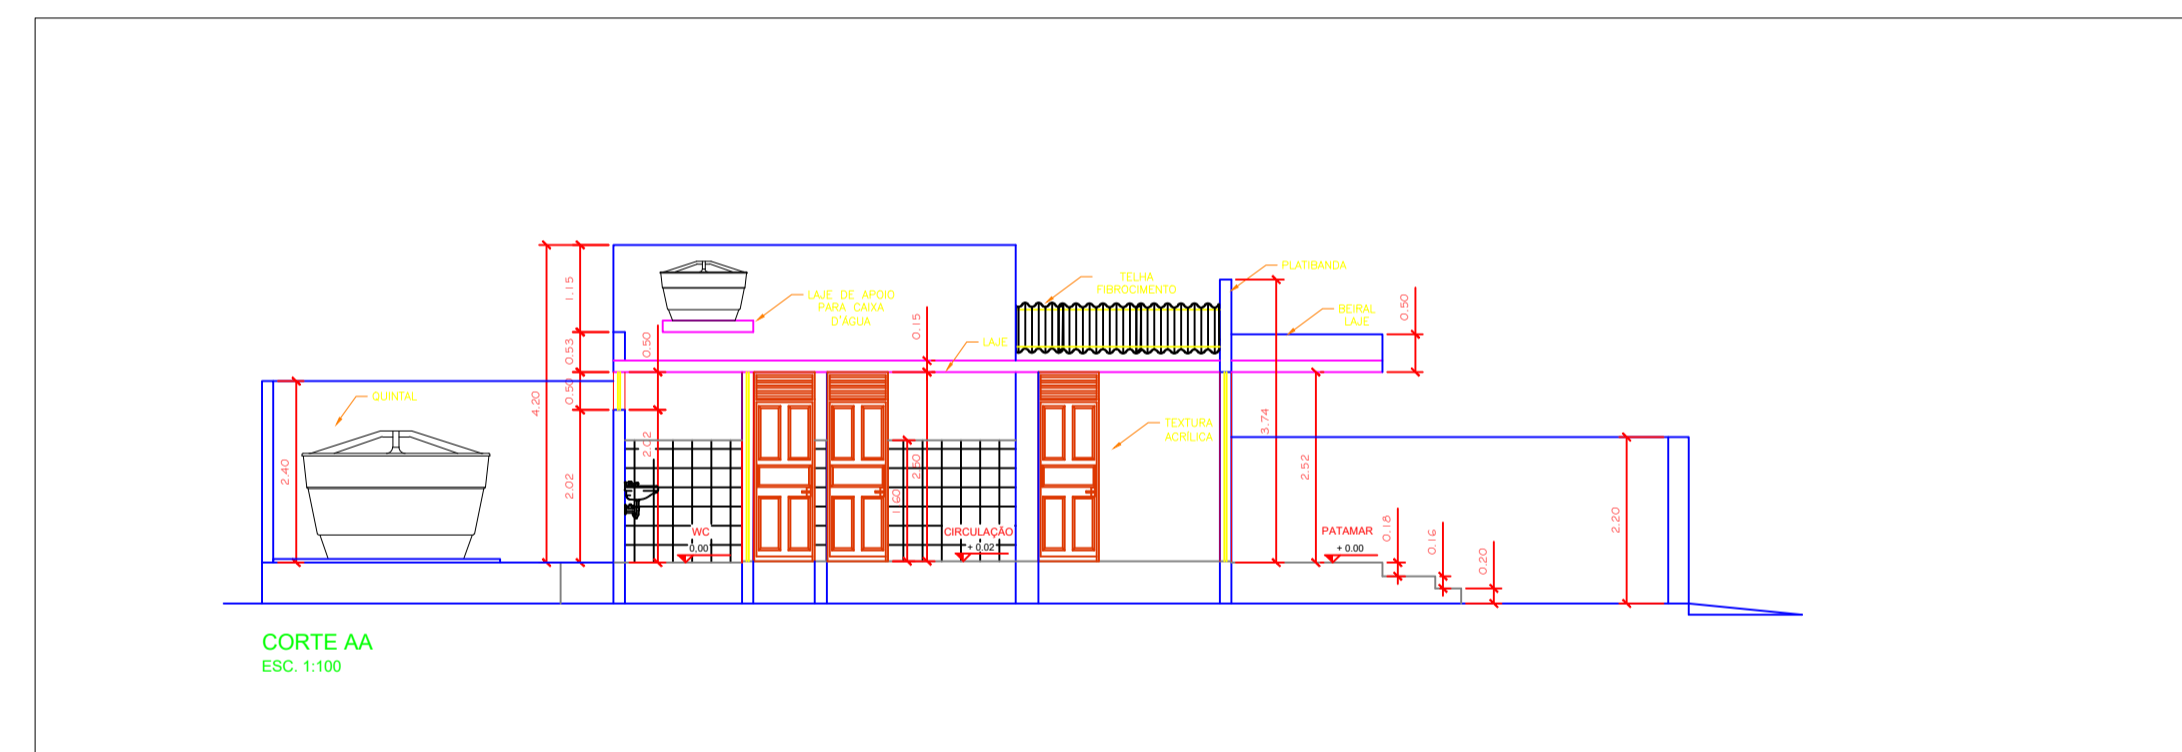 PLATIBANDA
TELHA
FIBROCIMENTO
LAJE DE APOIO
PARA CAIXA
D'ÁGUA
BEIRAL
LAJE
LAJE
QUINTAL
TEXTURA
ACRÍLICA
1.15
0.53
0.50
0.50
4.20
2.02
2.02
2.40
0.15
2.50
1.60
3.74
2.52
0.50
0.18
0.16
0.20
2.20
WC
0,00
CIRCULAÇÃO
+ 0.02
PATAMAR
+ 0.00
CORTE AA
ESC. 1:100